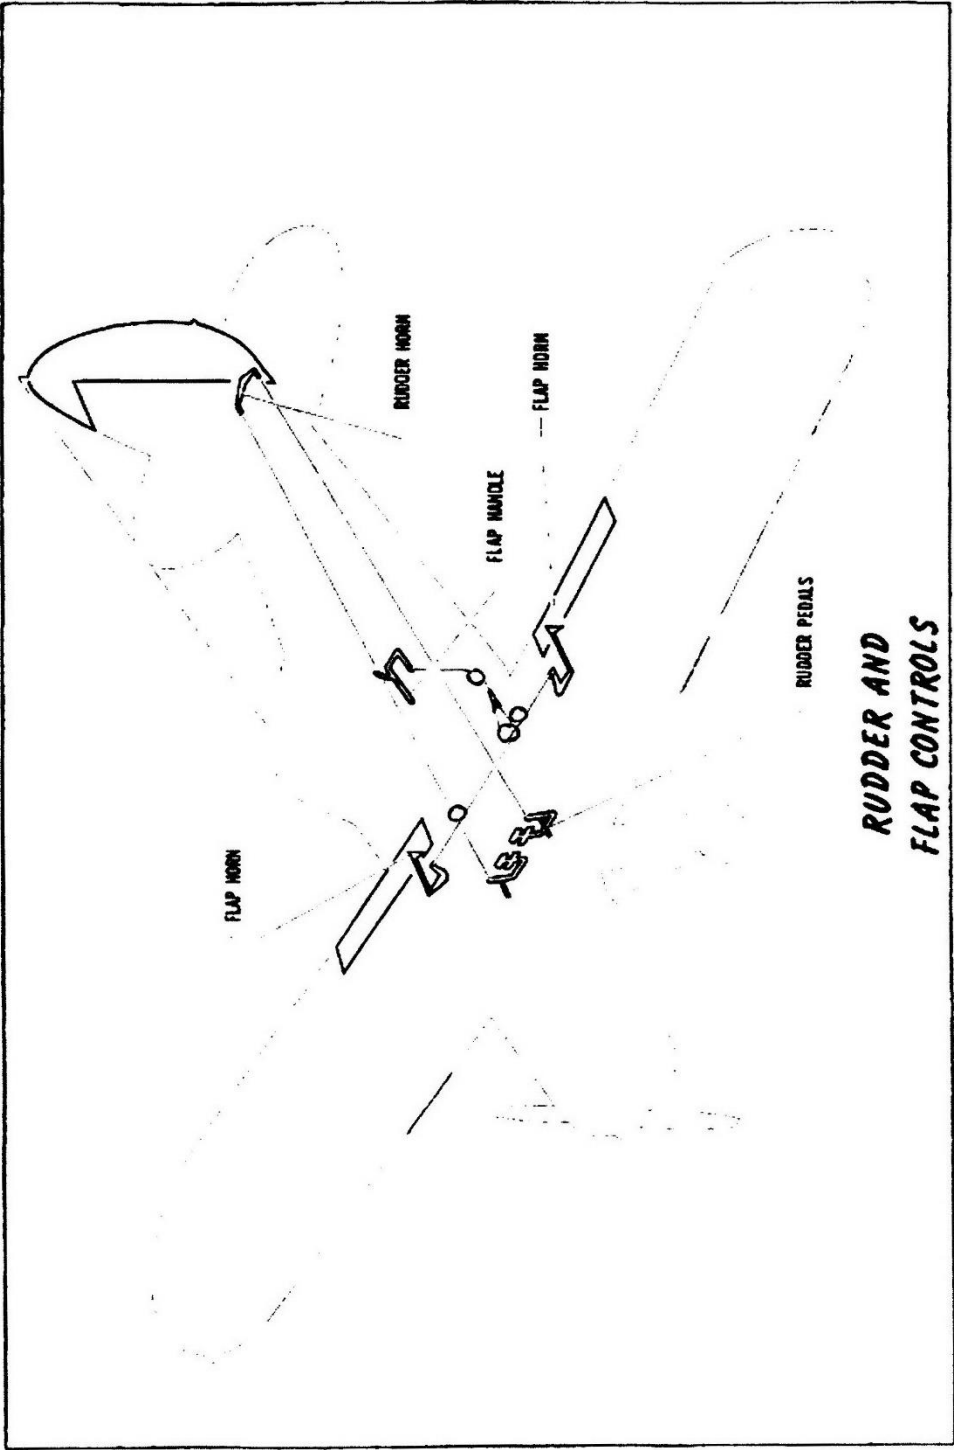 RUDDER HORN
FLAP HORN
FLAP HANDLE
FLAP HORN
RUDDER PEDALS
RUDDER AND
FLAP CONTROLS